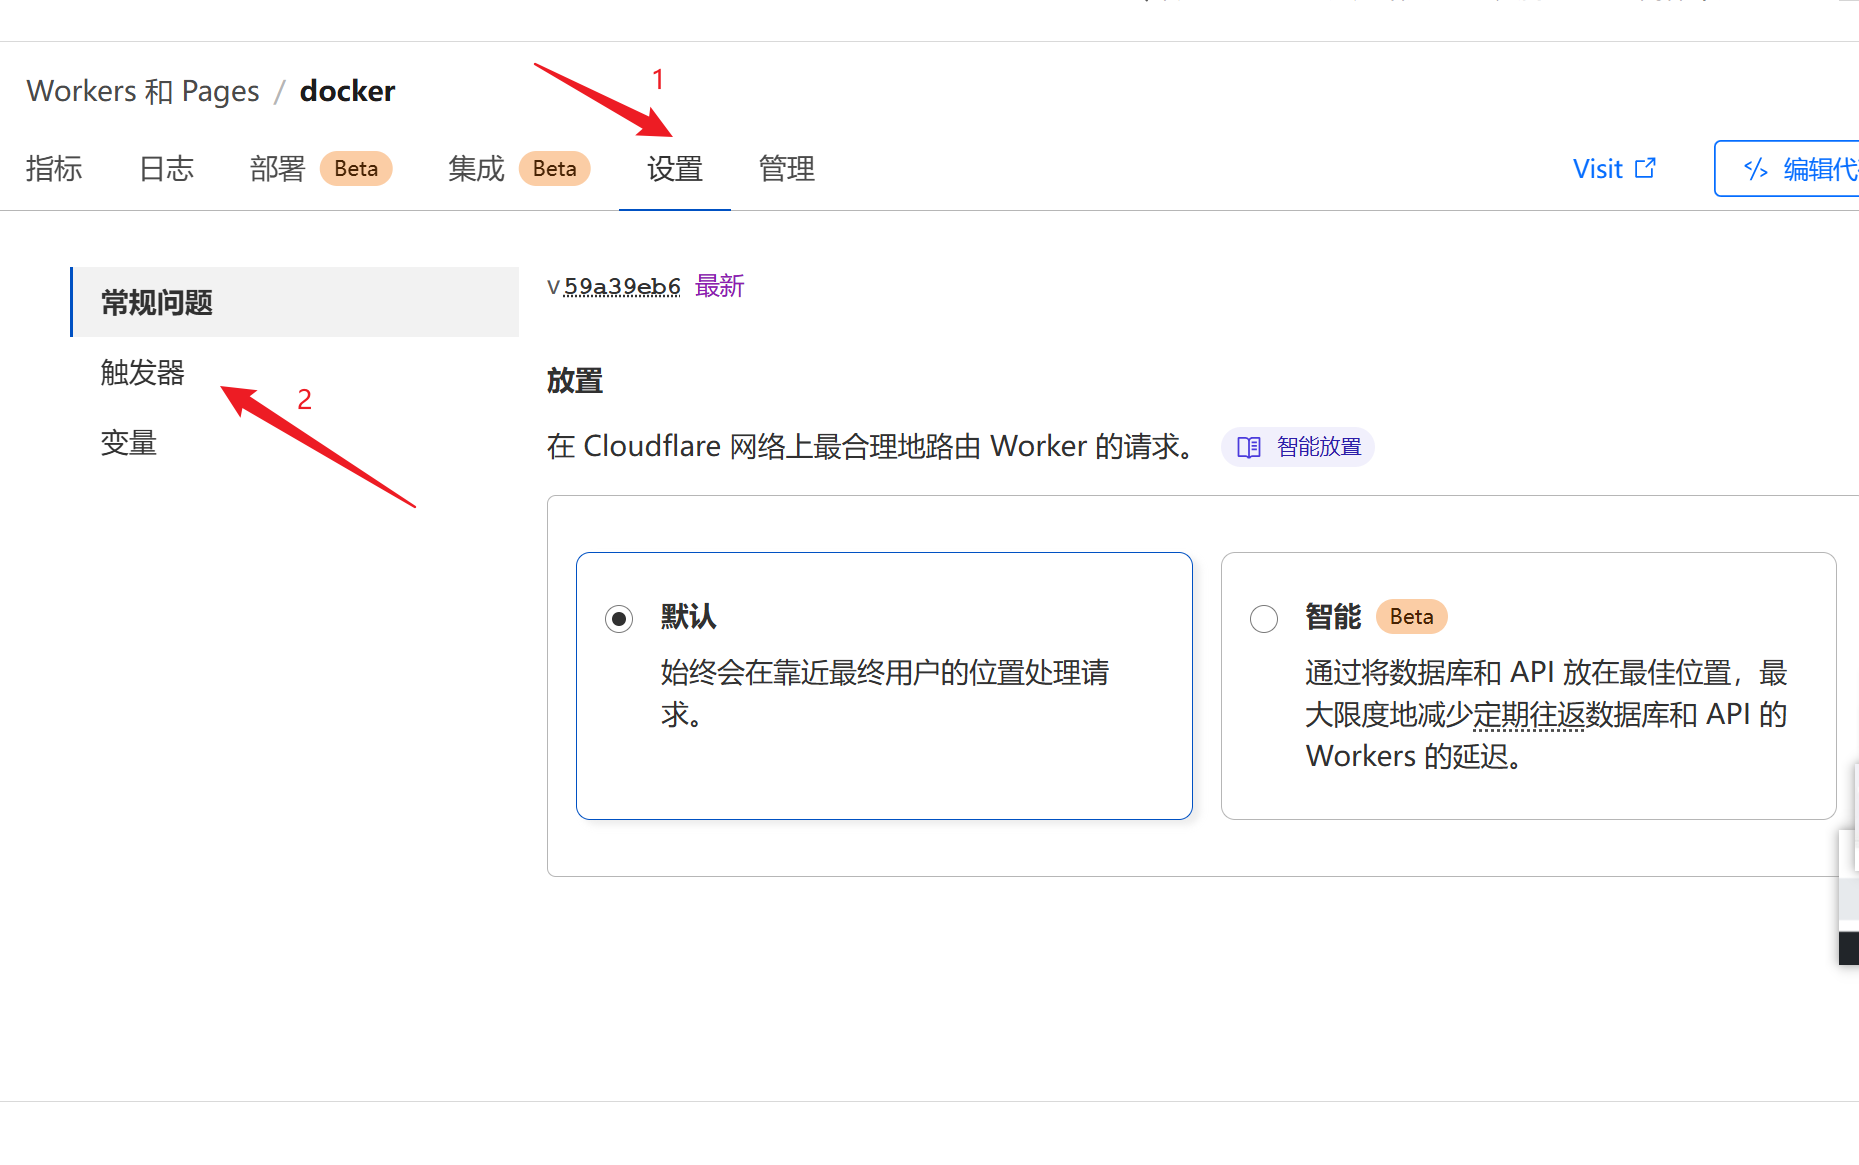 Workers 和 Pages / docker
1
指标 日志 部署 Beta 集成 Beta 设置 管理 Visit 编辑代
常规问题
v59a39eb6 最新
触发器
2
放置
变量
在 Cloudflare 网络上最合理地路由 Worker 的请求。 智能放置
默认
始终会在靠近最终用户的位置处理请
求。
智能 Beta
通过将数据库和 API 放在最佳位置，最
大限度地减少定期往返数据库和 API 的
Workers 的延迟。